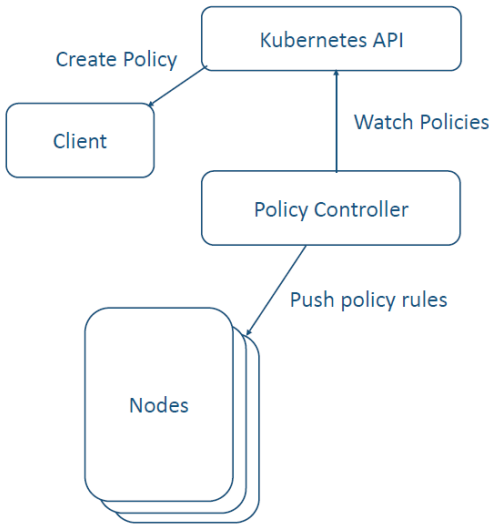 Kubernetes API
Create Policy
Client
Watch Policies
Policy Controller
Push policy rules
Nodes